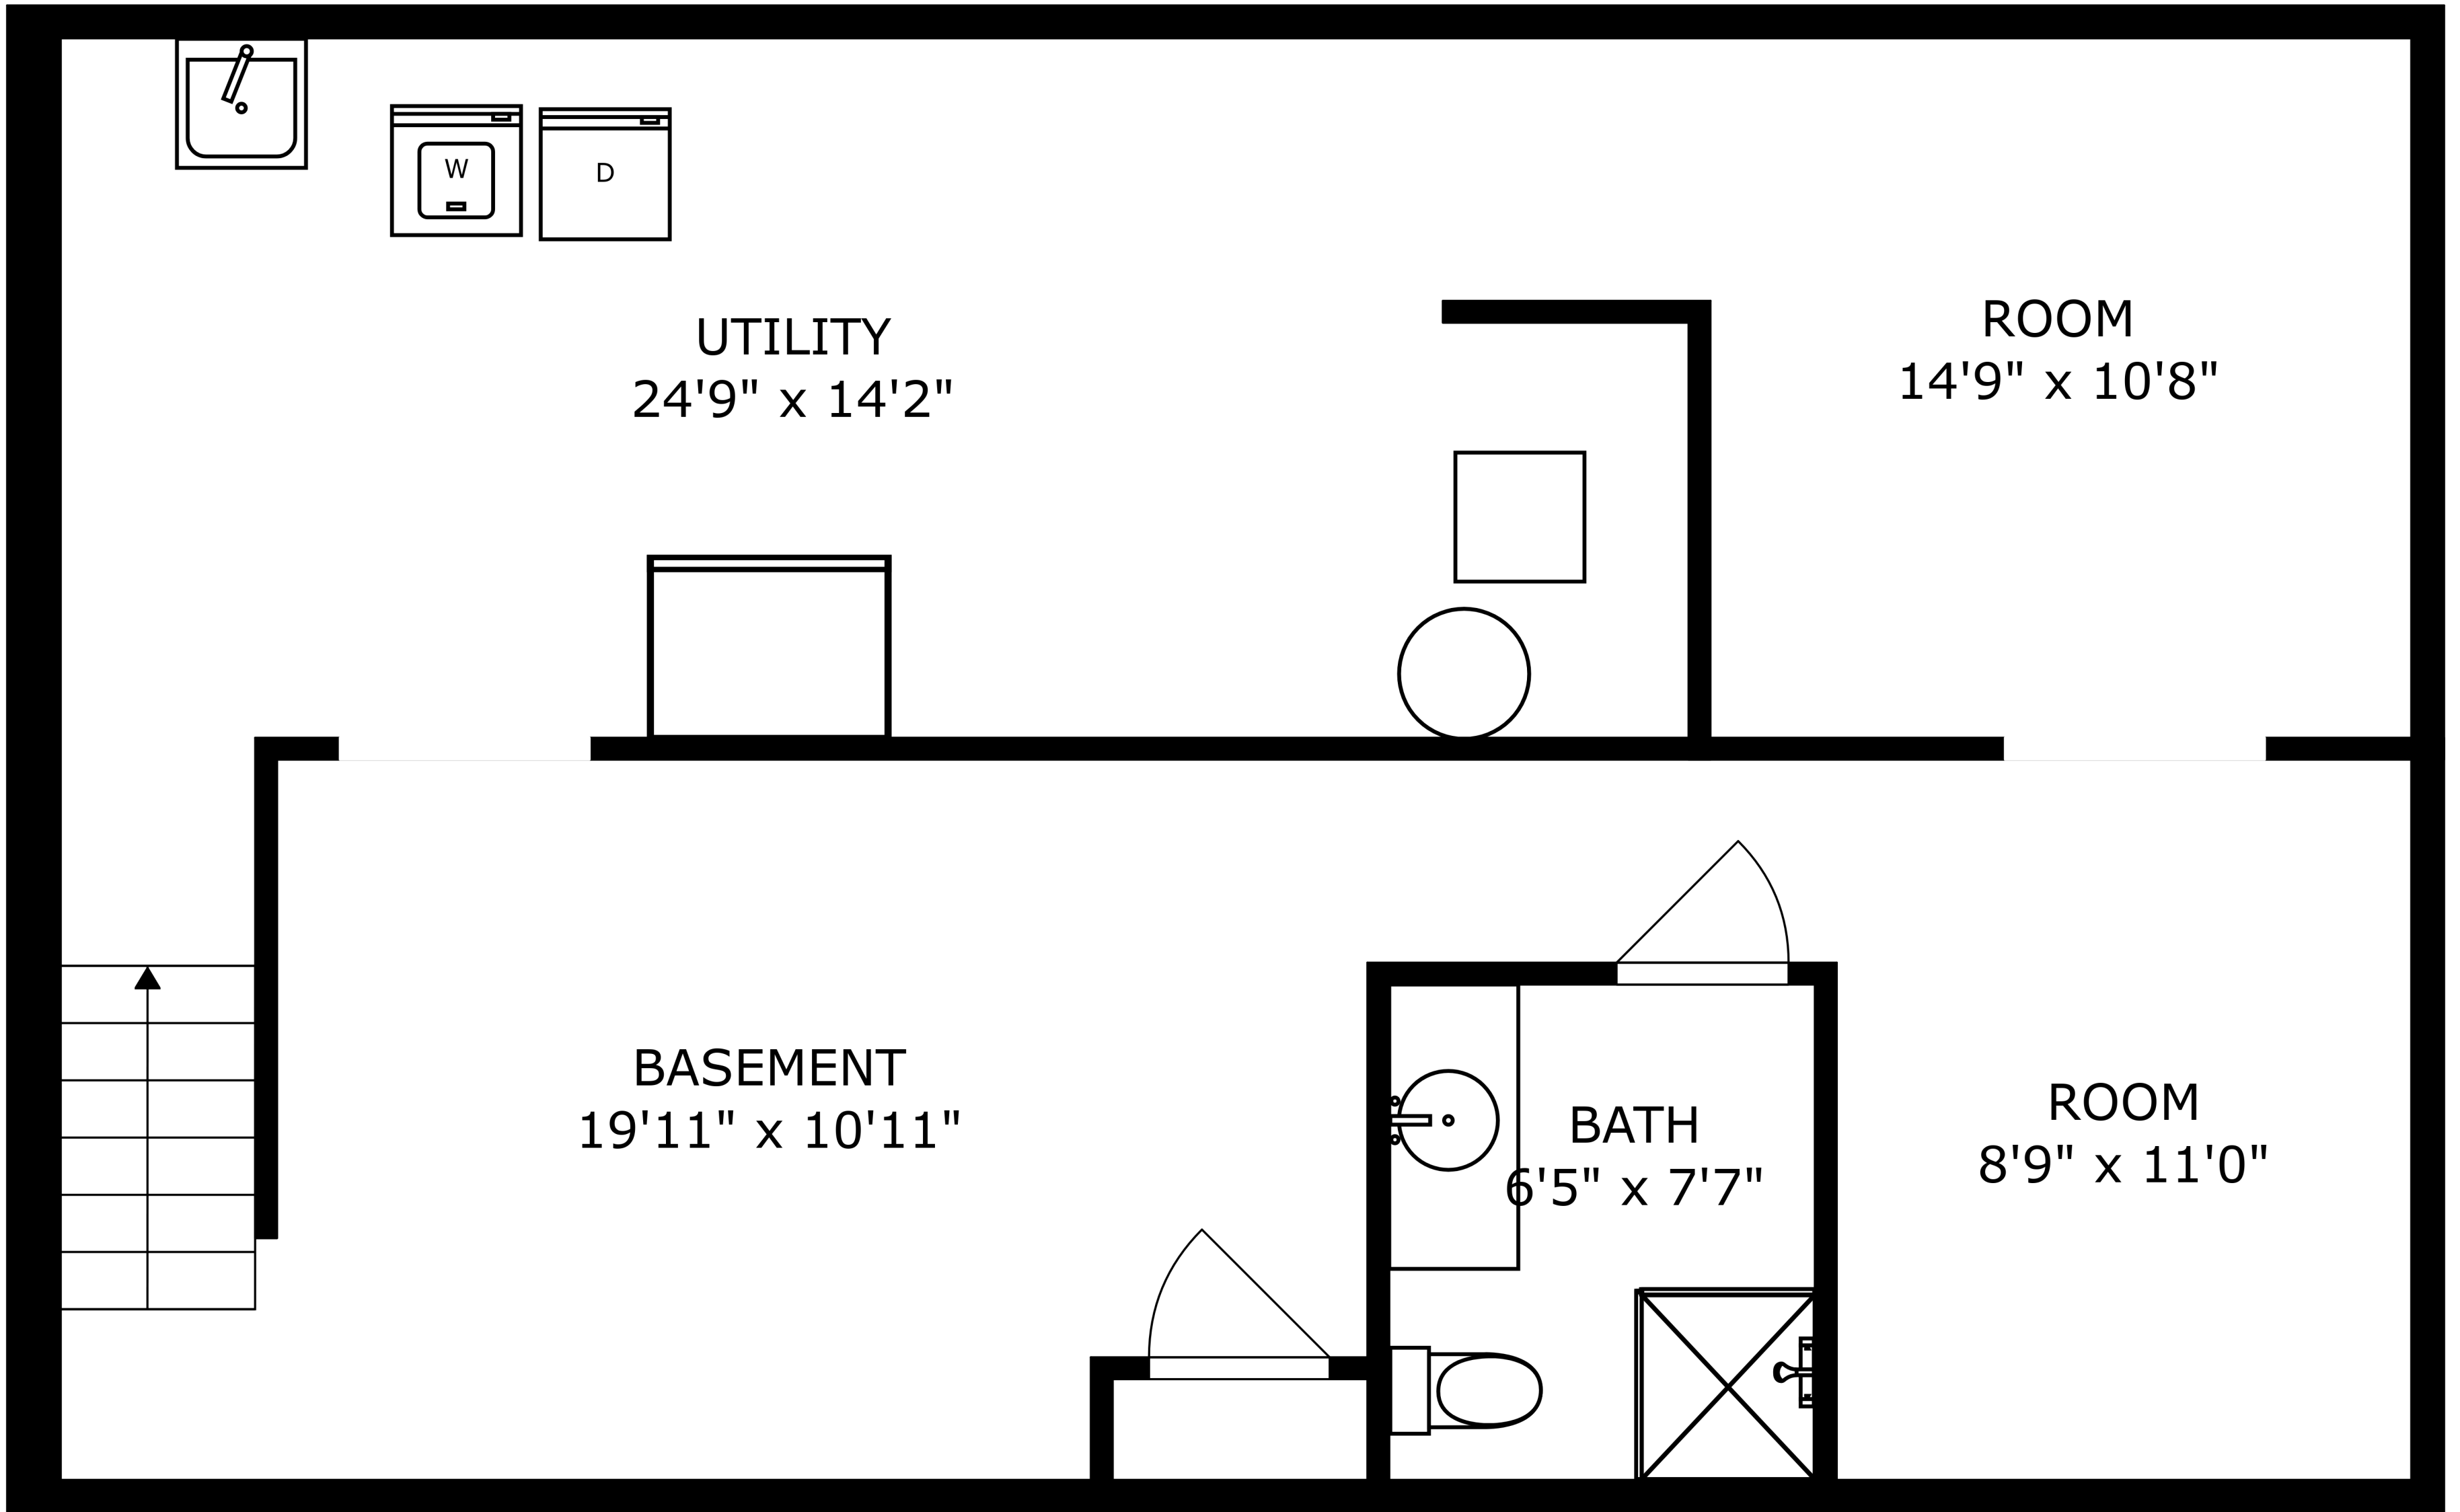 W
D
UTILITY
24'9" x 14'2"
ROOM
14'9" x 10'8"
BASEMENT
19'11" x 10'11"
BATH
6'5" x 7'7"
ROOM
8'9" x 11'0"